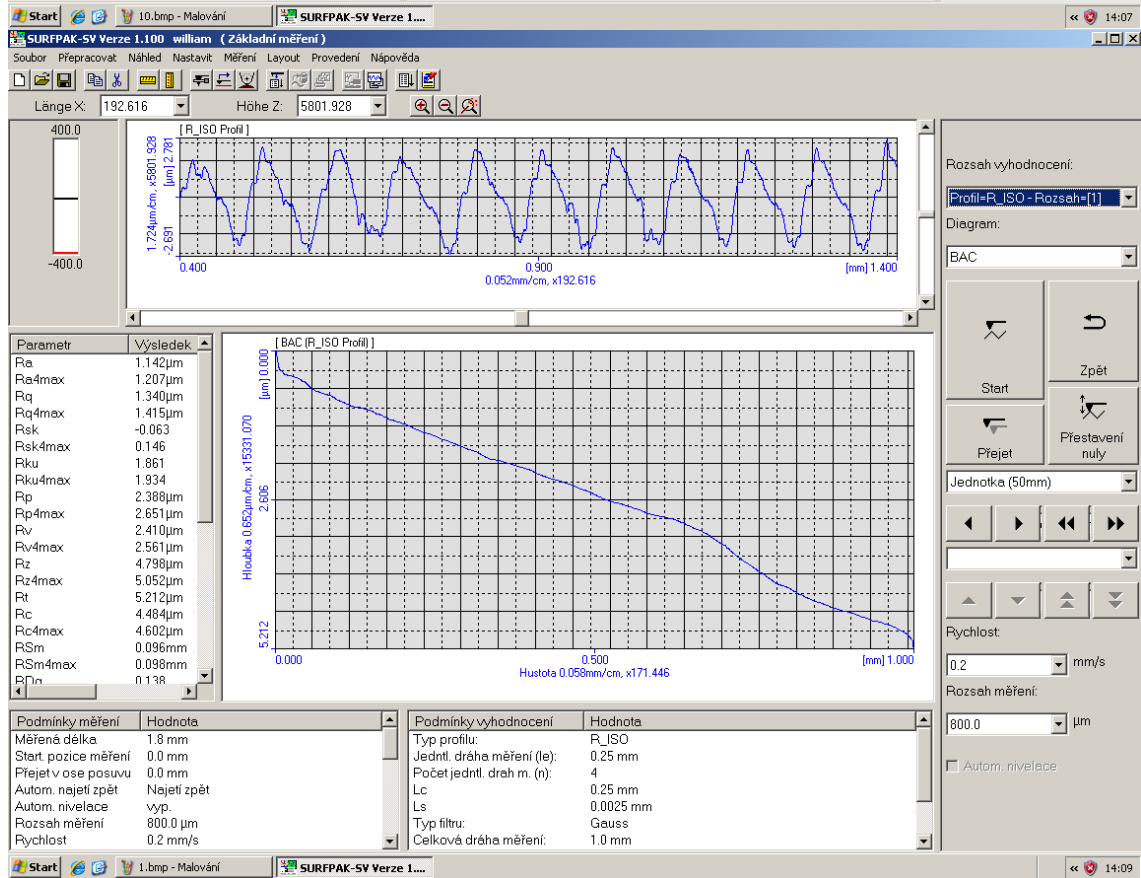 Start 10.bmp - Malování SURFPAK-SV Verze 1.... « 14:07
SURFPAK-SV Verze 1.100 william ( Základní měření )
Soubor Přepracovat Náhled Nastavit Měření Layout Provedení Nápověda
Länge X: 192.616 Höhe Z: 5801.928
400.0
-400.0
[ R_ISO Profil ]
1.724µm/cm, x5801.928
-2.691 [µm] 2.781
0.400 0.900 [mm] 1.400
0.052mm/cm, x192.616
Rozsah vyhodnocení:
Profil=R_ISO - Rozsah=[1]
Diagram:
BAC
Start
Zpět
Přejet
Přestavení
nuly
Jednotka (50mm)
Rychlost:
0.2 mm/s
Rozsah měření:
800.0 µm
Autom. nivelace
Parametr Výsledek
Ra 1.142µm
Ra4max 1.207µm
Rq 1.340µm
Rq4max 1.415µm
Rsk -0.063
Rsk4max 0.146
Rku 1.861
Rku4max 1.934
Rp 2.388µm
Rp4max 2.651µm
Rv 2.410µm
Rv4max 2.561µm
Rz 4.798µm
Rz4max 5.052µm
Rt 5.212µm
Rc 4.484µm
Rc4max 4.602µm
RSm 0.096mm
RSm4max 0.098mm
RDq 0.138
[ BAC (R_ISO Profil) ]
Hloubka 0.652µm/cm, x15331.070
5.212 2.606 [µm] 0.000
0.000 0.500 [mm] 1.000
Hustota 0.058mm/cm, x171.446
Podmínky měření Hodnota
Měřená délka 1.8 mm
Start. pozice měření 0.0 mm
Přejet v ose posuvu 0.0 mm
Autom. najetí zpět Najetí zpět
Autom. nivelace vyp.
Rozsah měření 800.0 µm
Rychlost 0.2 mm/s
Podmínky vyhodnocení Hodnota
Typ profilu: R_ISO
Jedntl. dráha měření (le): 0.25 mm
Počet jedntl. drah m. (n): 4
Lc 0.25 mm
Ls 0.0025 mm
Typ filtru: Gauss
Celková dráha měření: 1.0 mm
Start 1.bmp - Malování SURFPAK-SV Verze 1.... « 14:09